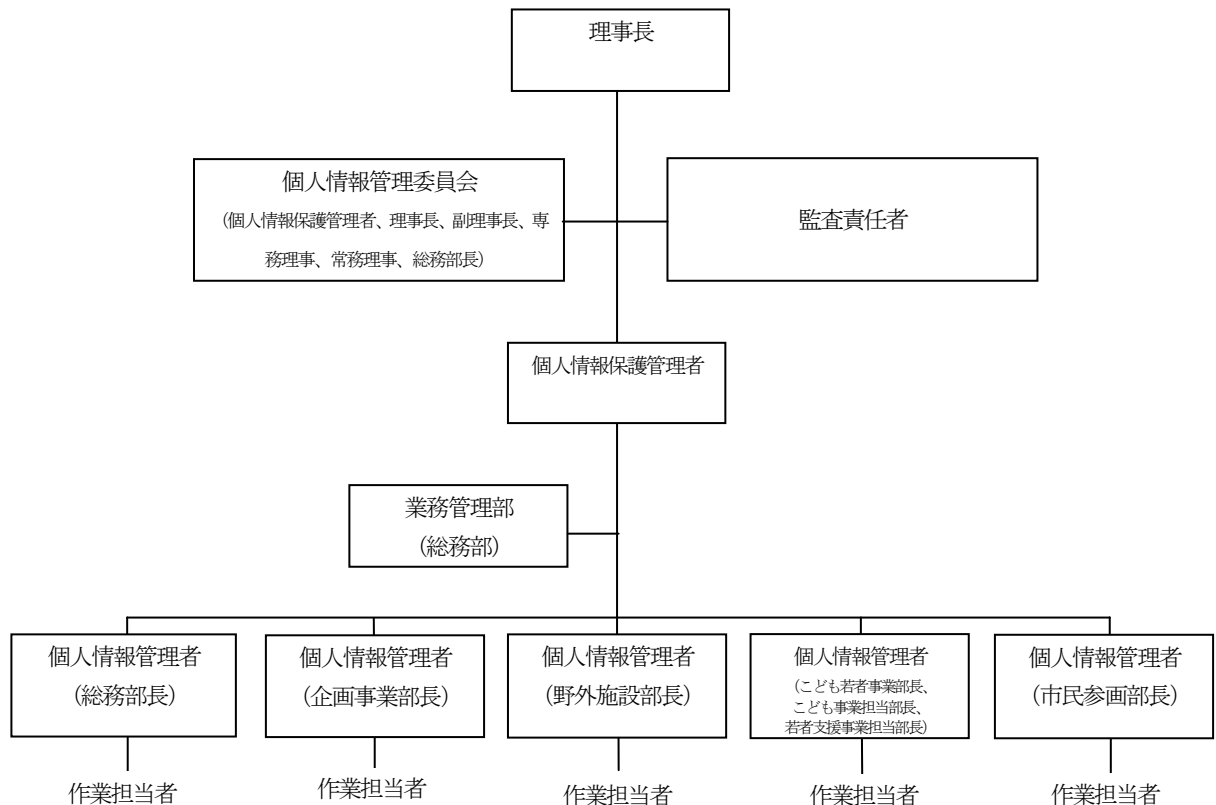 理事長
個人情報管理委員会
(個人情報保護管理者、理事長、副理事長、専
務理事、常務理事、総務部長)
監査責任者
個人情報保護管理者
業務管理部
(総務部)
個人情報管理者
(総務部長)
個人情報管理者
(企画事業部長)
個人情報管理者
(野外施設部長)
個人情報管理者
(こども若者事業部長、
こども事業担当部長、
若者支援事業担当部長)
個人情報管理者
(市民参画部長)
作業担当者
作業担当者
作業担当者
作業担当者
作業担当者